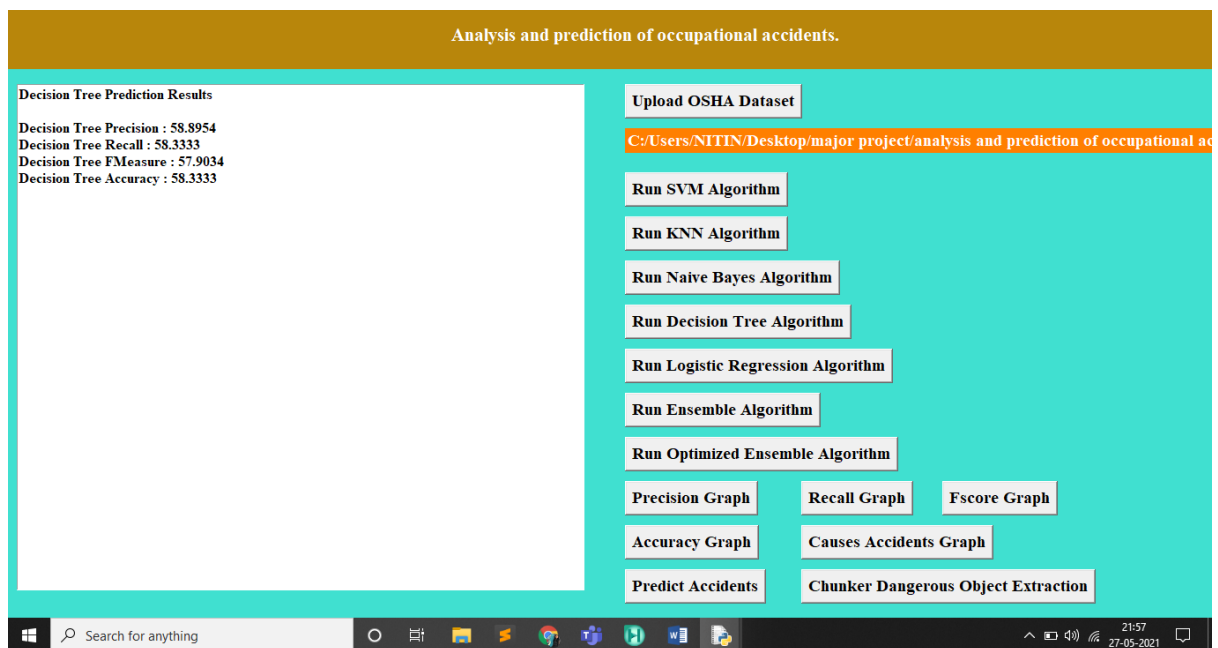 Analysis and prediction of occupational accidents.
Decision Tree Prediction Results
Decision Tree Precision : 58.8954
Decision Tree Recall : 58.3333
Decision Tree FMeasure : 57.9034
Decision Tree Accuracy : 58.3333
Upload OSHA Dataset
C:/Users/NITIN/Desktop/major project/analysis and prediction of occupational ac
Run SVM Algorithm
Run KNN Algorithm
Run Naive Bayes Algorithm
Run Decision Tree Algorithm
Run Logistic Regression Algorithm
Run Ensemble Algorithm
Run Optimized Ensemble Algorithm
Precision Graph Recall Graph Fscore Graph
Accuracy Graph Causes Accidents Graph
Predict Accidents Chunker Dangerous Object Extraction
Search for anything
21:57
27-05-2021